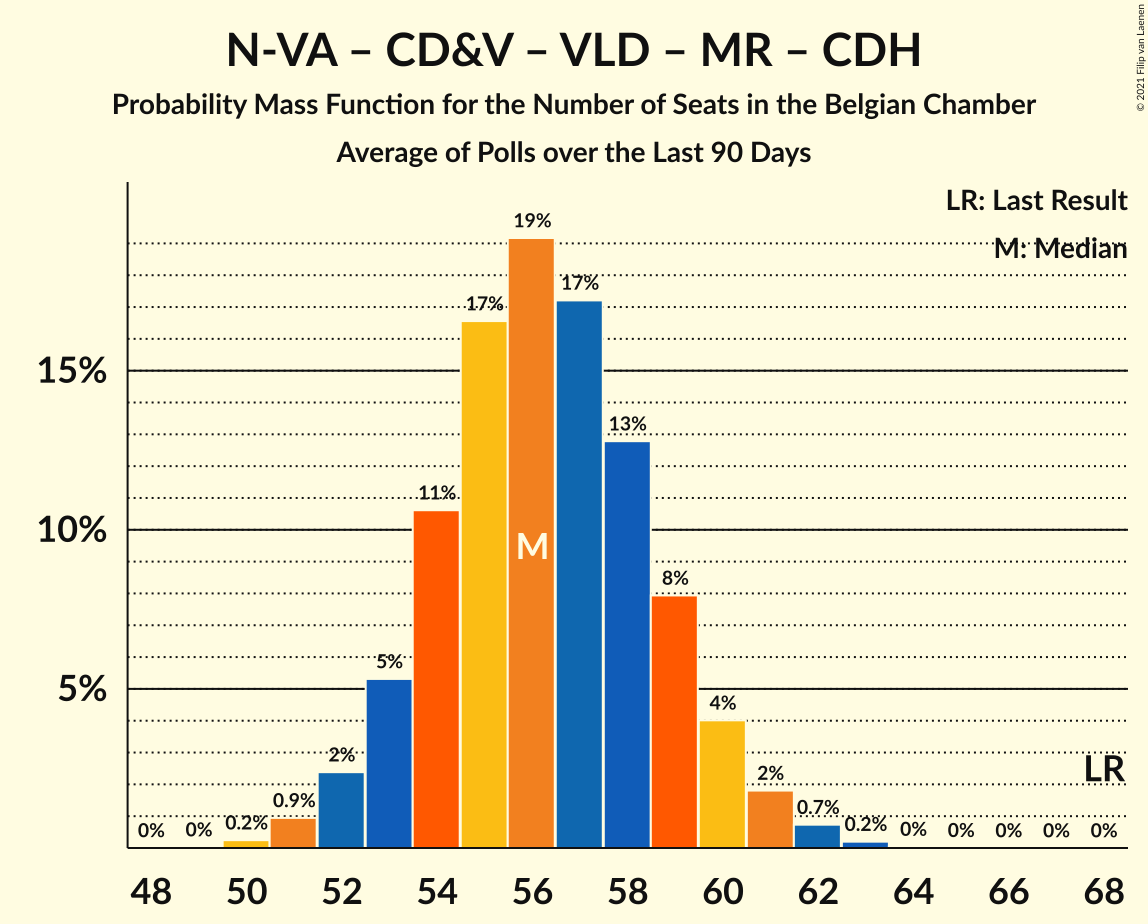 N-VA – CD&V – VLD – MR – CDH
Probability Mass Function for the Number of Seats in the Belgian Chamber
Average of Polls over the Last 90 Days
© 2021 Filip van Laenen
LR: Last Result
M: Median
15%
10%
5%
0%
0%
0.2%
0.9%
2%
5%
11%
17%
19%
17%
13%
8%
4%
2%
0.7%
0.2%
0%
0%
0%
0%
0%
M
LR
48 50 52 54 56 58 60 62 64 66 68